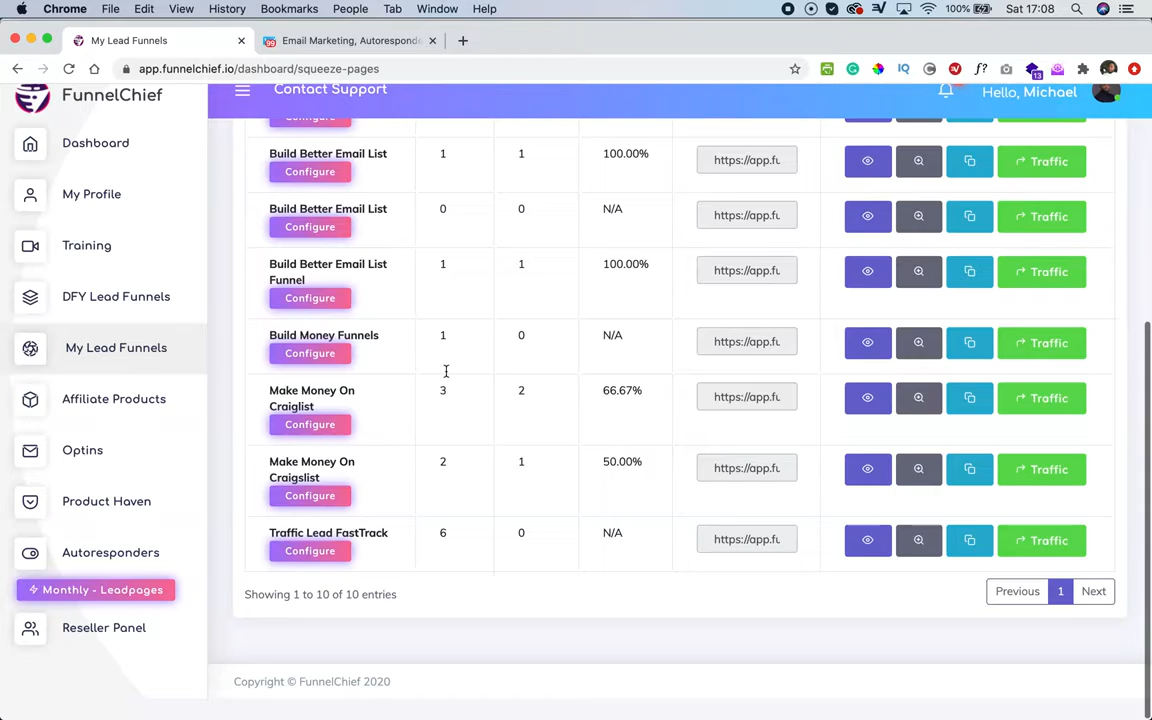 Chrome File Edit View History Bookmarks People Tab Window Help 100% Sat 17:08
My Lead Funnels Email Marketing, Autoresponde
app.funnelchief.io/dashboard/squeeze-pages
FunnelChief Contact Support Hello, Michael
Dashboard
My Profile
Training
DFY Lead Funnels
My Lead Funnels
Affiliate Products
Optins
Product Haven
Autoresponders
Monthly - Leadpages
Reseller Panel
Build Better Email List 1 1 100.00% https://app.fu Traffic
Configure
Build Better Email List 0 0 N/A https://app.fu Traffic
Configure
Build Better Email List 1 1 100.00% https://app.fu Traffic
Funnel
Configure
Build Money Funnels 1 0 N/A https://app.fu Traffic
Configure
Make Money On 3 2 66.67% https://app.fu Traffic
Craiglist
Configure
Make Money On 2 1 50.00% https://app.fu Traffic
Craigslist
Configure
Traffic Lead FastTrack 6 0 N/A https://app.fu Traffic
Configure
Showing 1 to 10 of 10 entries Previous 1 Next
Copyright © FunnelChief 2020